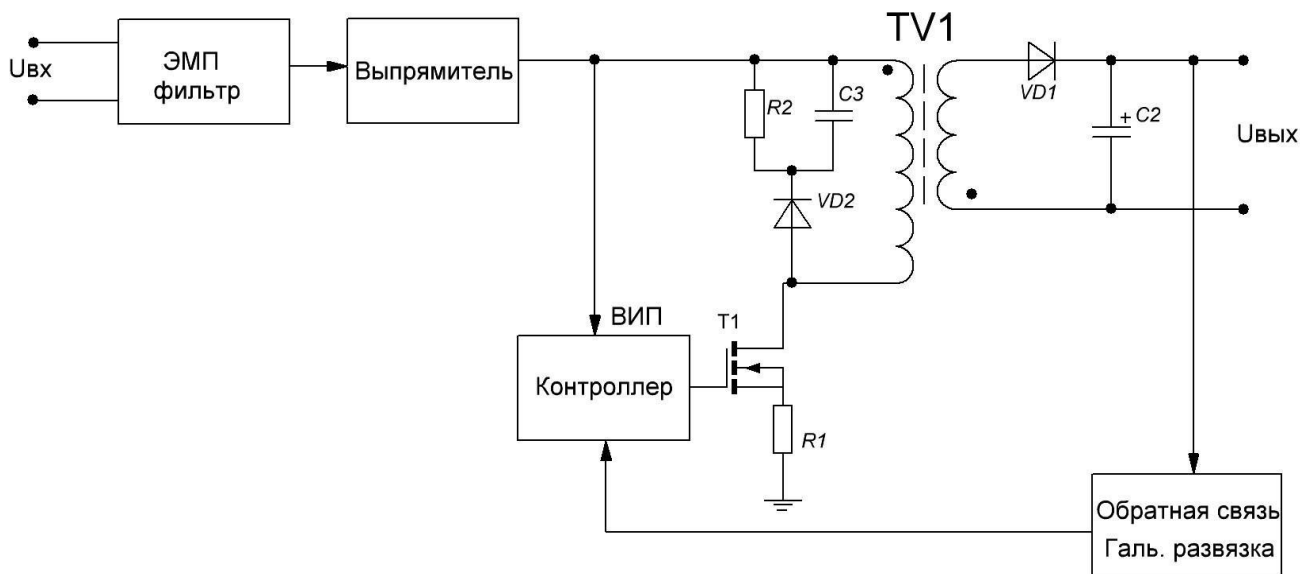 TV1
Uвх
ЭМП
фильтр
Выпрямитель
R2
C3
VD1
+ C2
Uвых
VD2
ВИП
T1
Контроллер
R1
Обратная связь
Галь. развязка